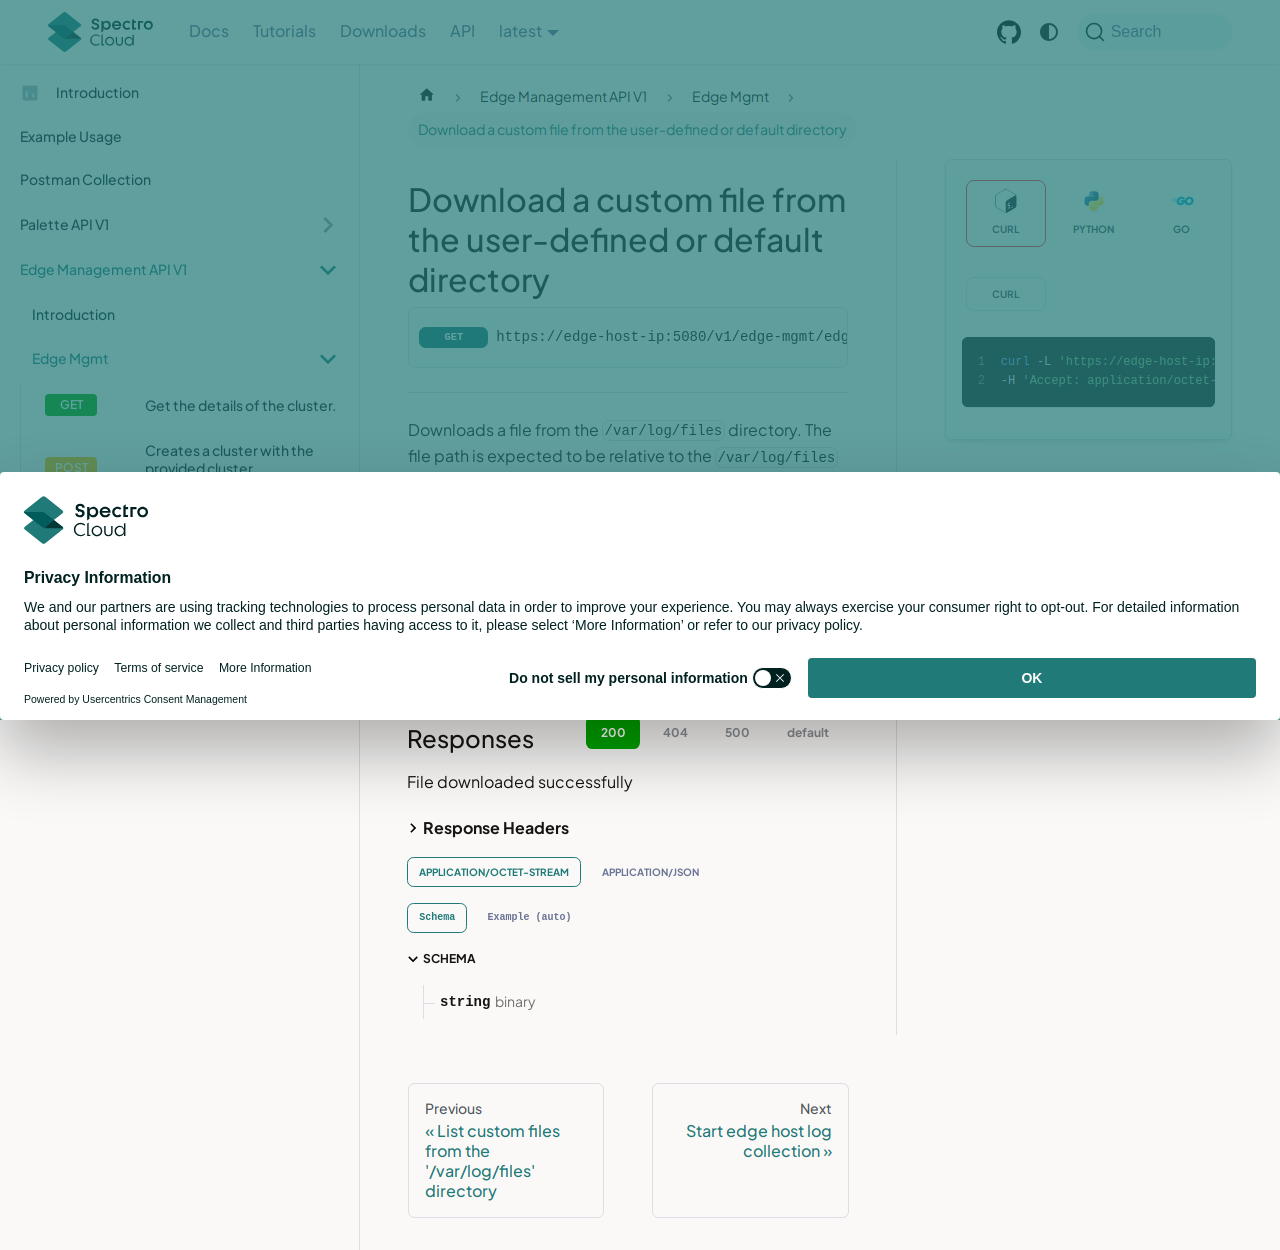 Spectro Cloud
Docs
Tutorials
Downloads
API
latest
Search
Introduction
Example Usage
Postman Collection
Palette API V1
Edge Management API V1
Introduction
Edge Mgmt
GET
Get the details of the cluster.
POST
Creates a cluster with the
provided cluster
Edge Management API V1
Edge Mgmt
Download a custom file from the user-defined or default directory
Download a custom file from
the user-defined or default
directory
GET
https://edge-host-ip:5080/v1/edge-mgmt/edg
Downloads a file from the /var/log/files directory. The
file path is expected to be relative to the /var/log/files
CURL
PYTHON
GO
CURL
1 curl -L 'https://edge-host-ip:
2 -H 'Accept: application/octet-
Spectro
Cloud
Privacy Information
We and our partners are using tracking technologies to process personal data in order to improve your experience. You may always exercise your consumer right to opt-out. For detailed information
about personal information we collect and third parties having access to it, please select ‘More Information’ or refer to our privacy policy.
Privacy policy
Terms of service
More Information
Powered by Usercentrics Consent Management
Do not sell my personal information
OK
Responses
200
404
500
default
File downloaded successfully
Response Headers
APPLICATION/OCTET-STREAM
APPLICATION/JSON
Schema
Example (auto)
SCHEMA
string binary
Previous
« List custom files
from the
'/var/log/files'
directory
Next
Start edge host log
collection »